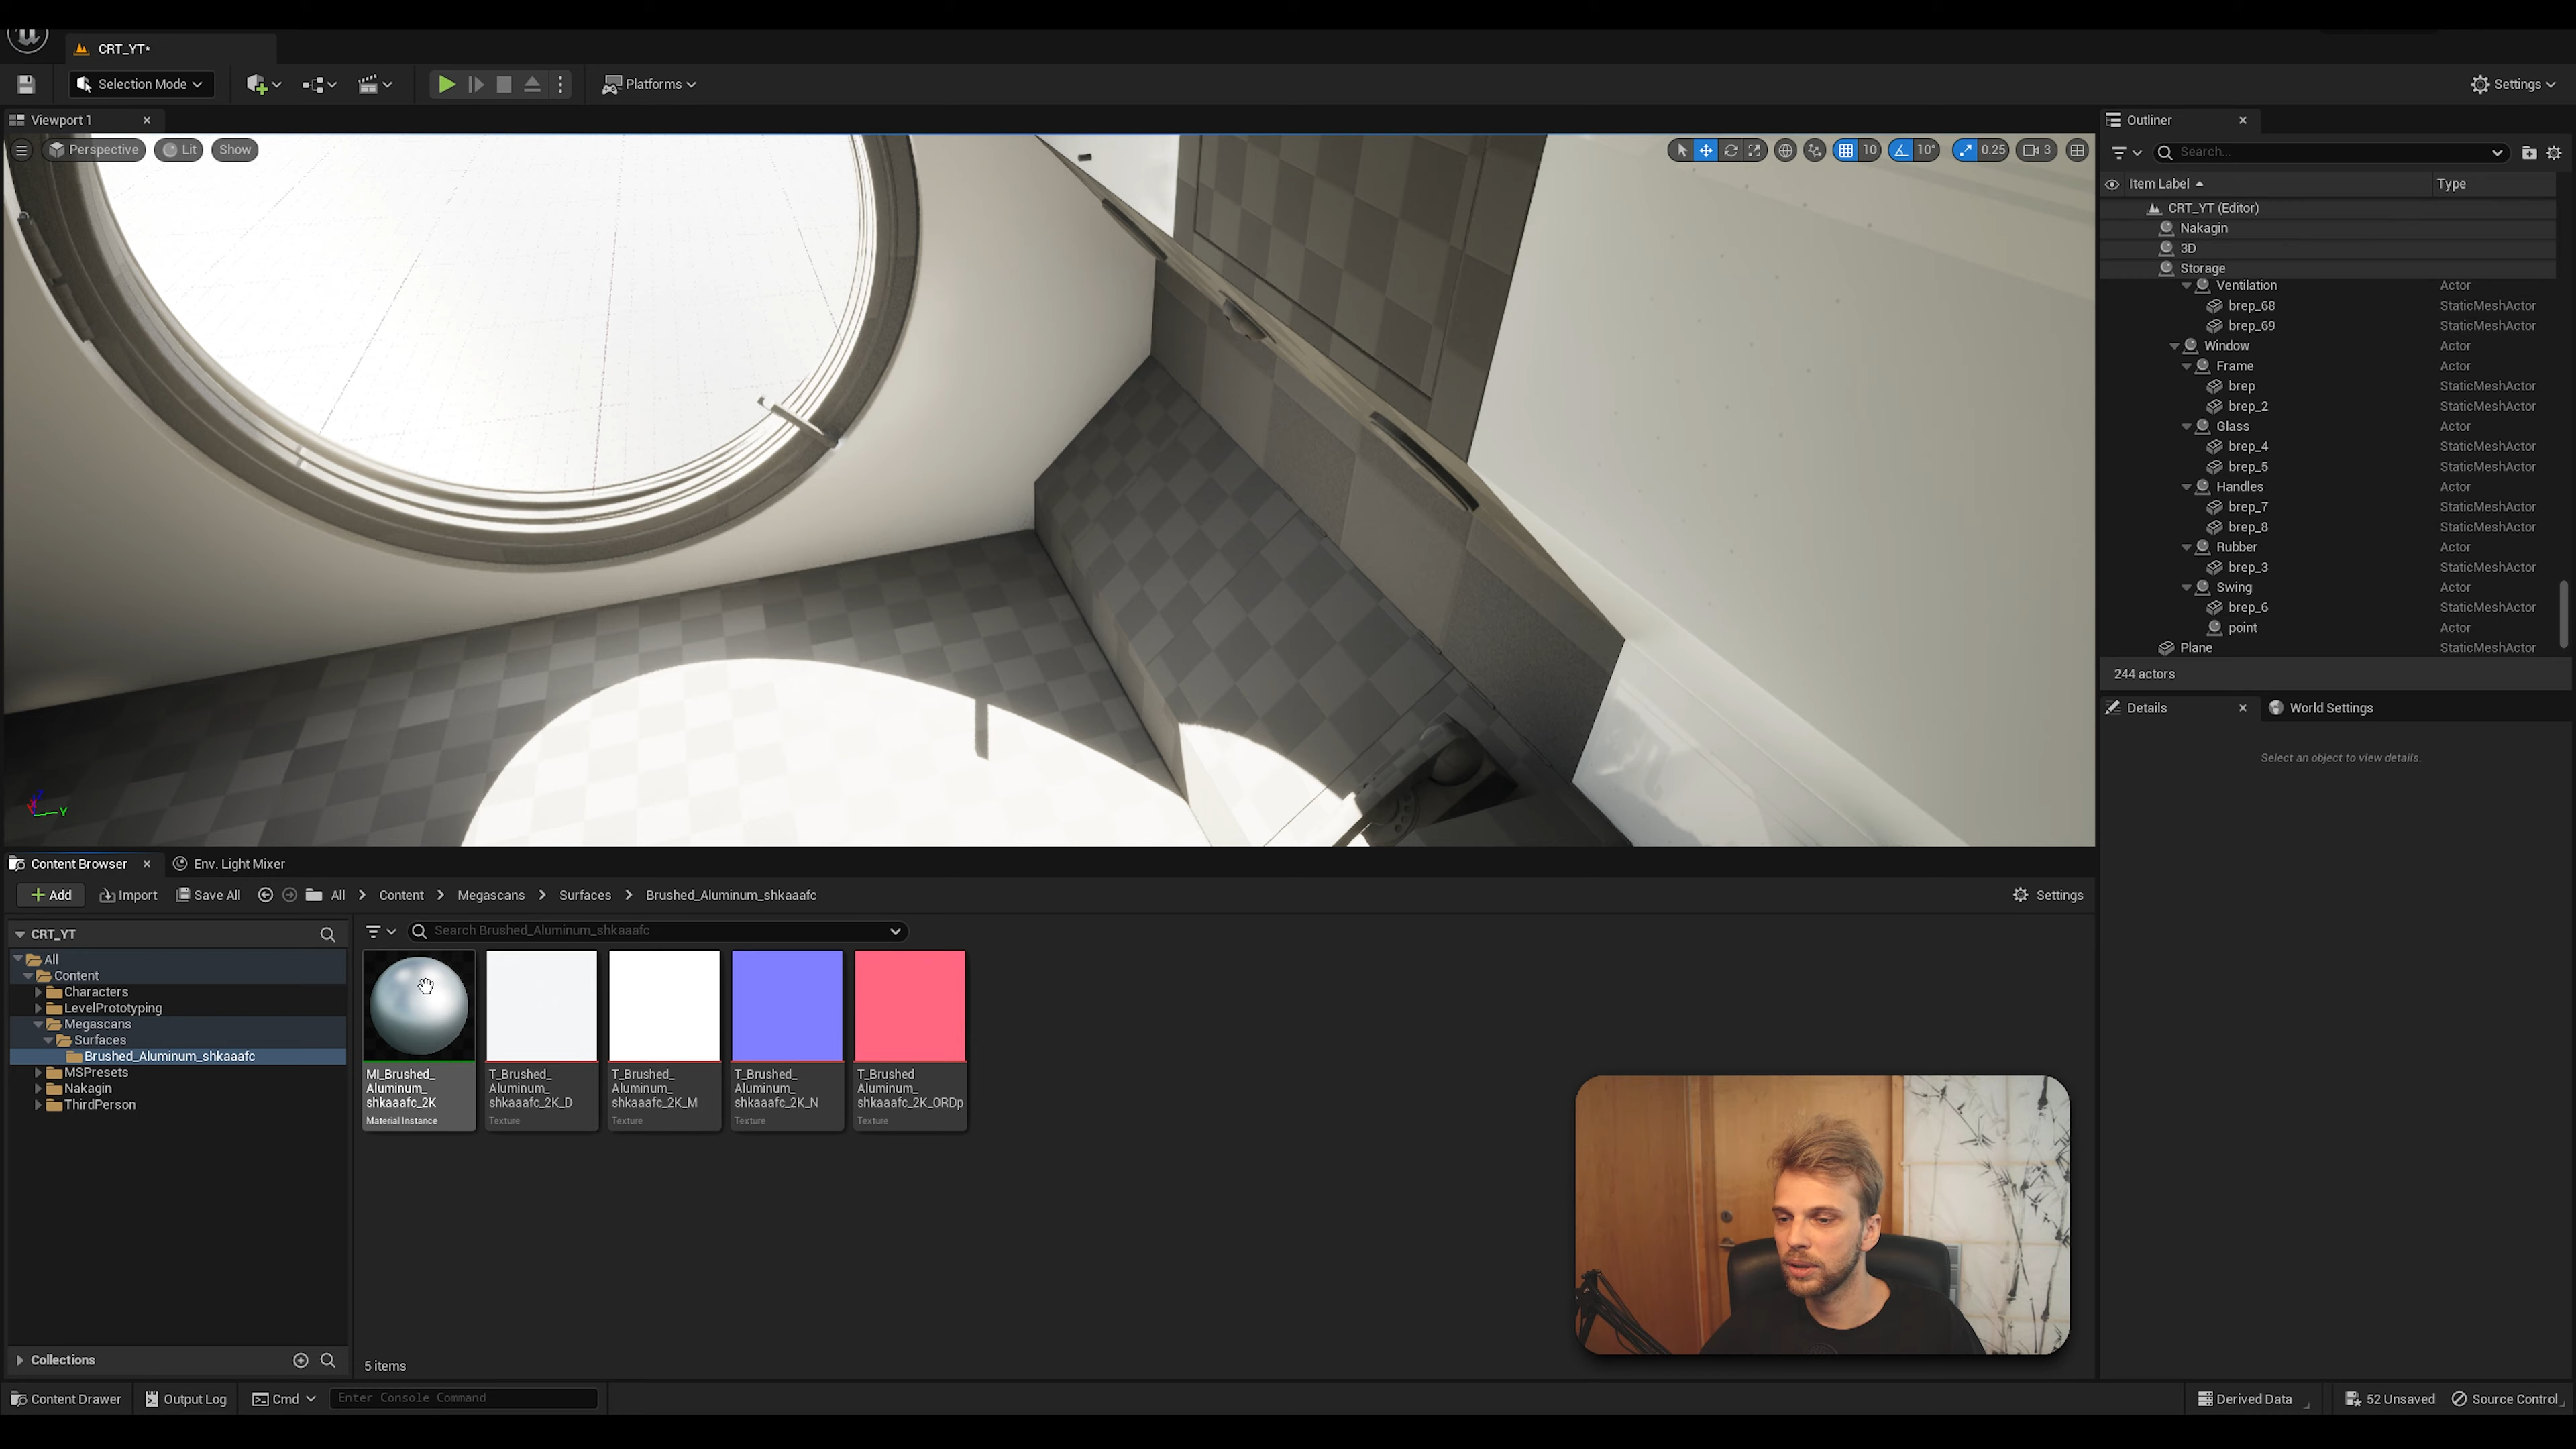 CRT_YT*
Selection Mode
Platforms
Settings
Viewport 1
Perspective
Lit
Show
10
10°
0.25
3
Outliner
Search...
Item Label
Type
CRT_YT (Editor)
Nakagin
3D
Storage
Ventilation Actor
brep_68 StaticMeshActor
brep_69 StaticMeshActor
Window Actor
Frame Actor
brep StaticMeshActor
brep_2 StaticMeshActor
Glass Actor
brep_4 StaticMeshActor
brep_5 StaticMeshActor
Handles Actor
brep_7 StaticMeshActor
brep_8 StaticMeshActor
Rubber Actor
brep_3 StaticMeshActor
Swing Actor
brep_6 StaticMeshActor
point Actor
Plane StaticMeshActor
244 actors
Details
World Settings
Select an object to view details.
Y
Content Browser
Env. Light Mixer
Add
Import
Save All
All
Content
Megascans
Surfaces
Brushed_Aluminum_shkaaafc
Settings
CRT_YT
All
Content
Characters
LevelPrototyping
Megascans
Surfaces
Brushed_Aluminum_shkaaafc
MSPresets
Nakagin
ThirdPerson
Search Brushed_Aluminum_shkaaafc
MI_Brushed_
Aluminum_
shkaaafc_2K
Material Instance
T_Brushed_
Aluminum_
shkaaafc_2K_D
Texture
T_Brushed_
Aluminum_
shkaaafc_2K_M
Texture
T_Brushed_
Aluminum_
shkaaafc_2K_N
Texture
T_Brushed
Aluminum_
shkaaafc_2K_ORDp
Texture
Collections
5 items
Content Drawer
Output Log
Cmd
Enter Console Command
Derived Data
52 Unsaved
Source Control